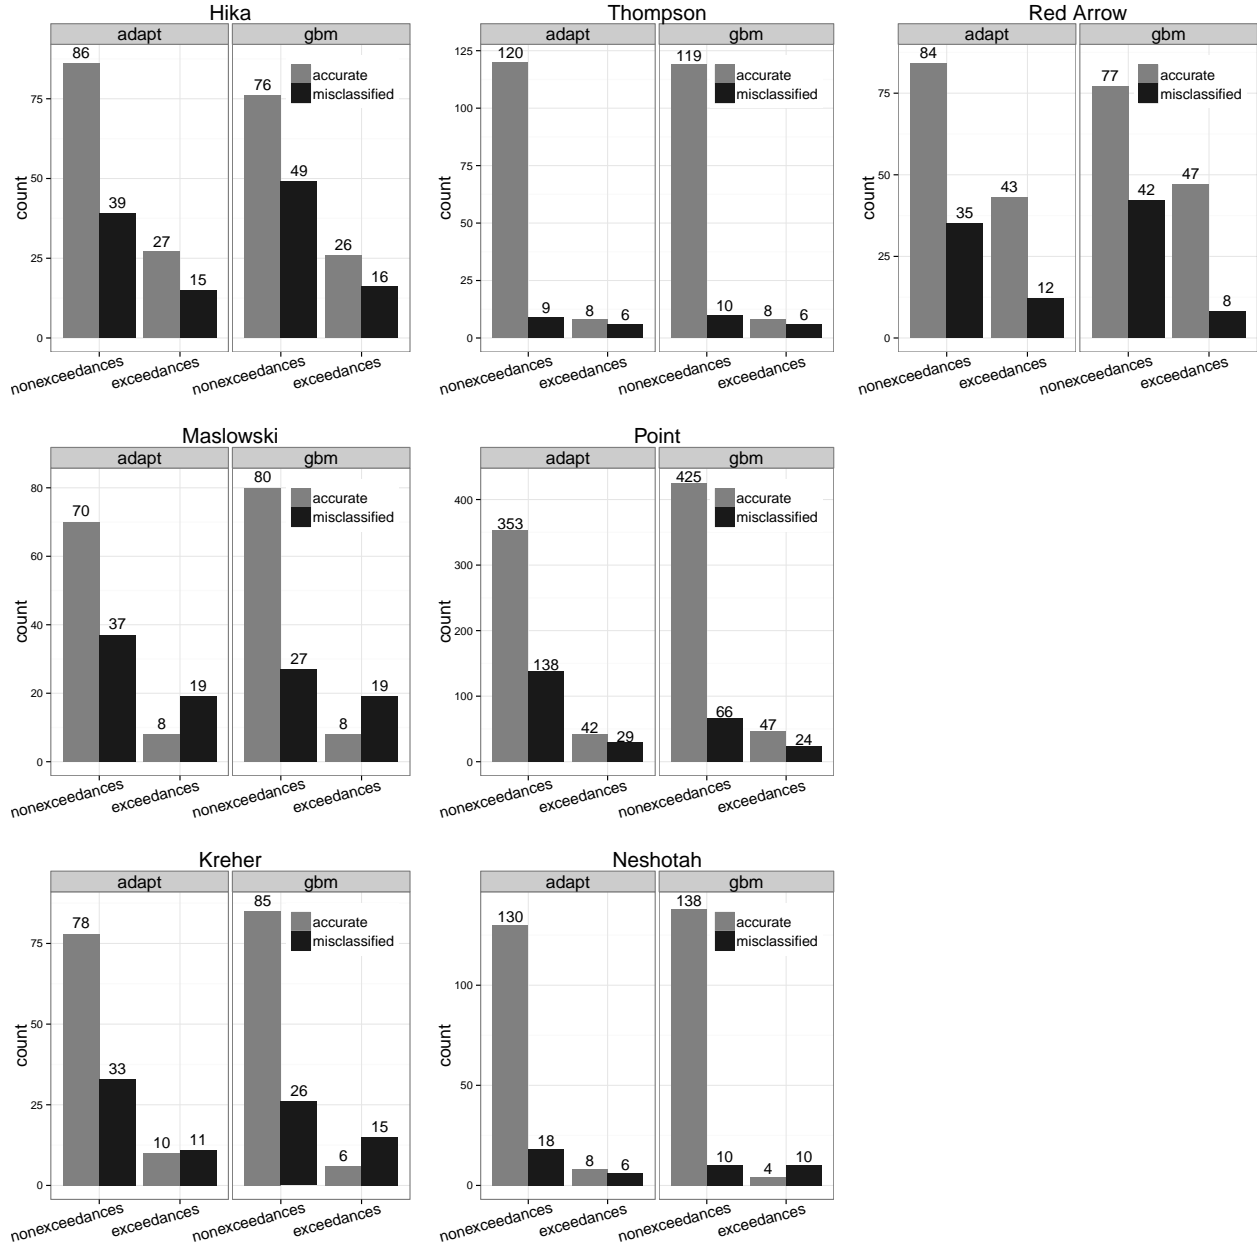 Hika
adapt
gbm
accurate
misclassified
count
75
50
25
0
86
39
27
15
76
49
26
16
nonexceedances
exceedances
nonexceedances
exceedances
Thompson
adapt
gbm
accurate
misclassified
count
125
100
75
50
25
0
120
9
8
6
119
10
8
6
nonexceedances
exceedances
nonexceedances
exceedances
Red Arrow
adapt
gbm
accurate
misclassified
count
75
50
25
0
84
35
43
12
77
42
47
8
nonexceedances
exceedances
nonexceedances
exceedances
Maslowski
adapt
gbm
accurate
misclassified
count
80
60
40
20
0
70
37
8
19
80
27
8
19
nonexceedances
exceedances
nonexceedances
exceedances
Point
adapt
gbm
accurate
misclassified
count
400
300
200
100
0
353
138
42
29
425
66
47
24
nonexceedances
exceedances
nonexceedances
exceedances
Kreher
adapt
gbm
accurate
misclassified
count
75
50
25
0
78
33
10
11
85
26
6
15
nonexceedances
exceedances
nonexceedances
exceedances
Neshotah
adapt
gbm
accurate
misclassified
count
100
50
0
130
18
8
6
138
10
4
10
nonexceedances
exceedances
nonexceedances
exceedances